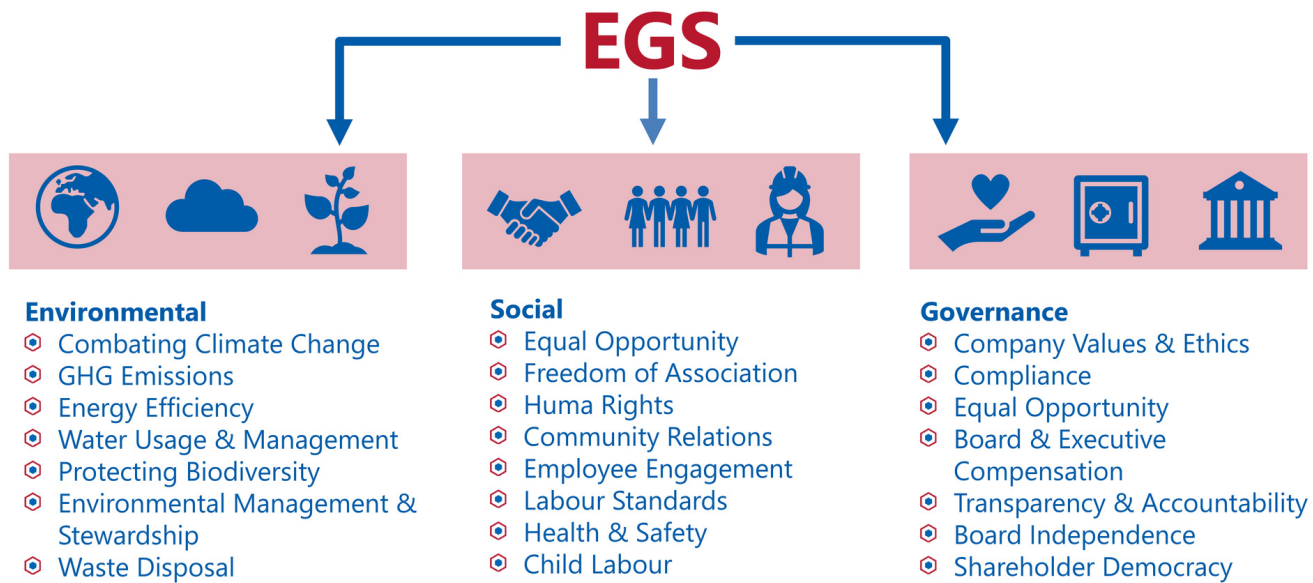 EGS
Environmental
Combating Climate Change
GHG Emissions
Energy Efficiency
Water Usage & Management
Protecting Biodiversity
Environmental Management &
Stewardship
Waste Disposal
Social
Equal Opportunity
Freedom of Association
Huma Rights
Community Relations
Employee Engagement
Labour Standards
Health & Safety
Child Labour
Governance
Company Values & Ethics
Compliance
Equal Opportunity
Board & Executive
Compensation
Transparency & Accountability
Board Independence
Shareholder Democracy